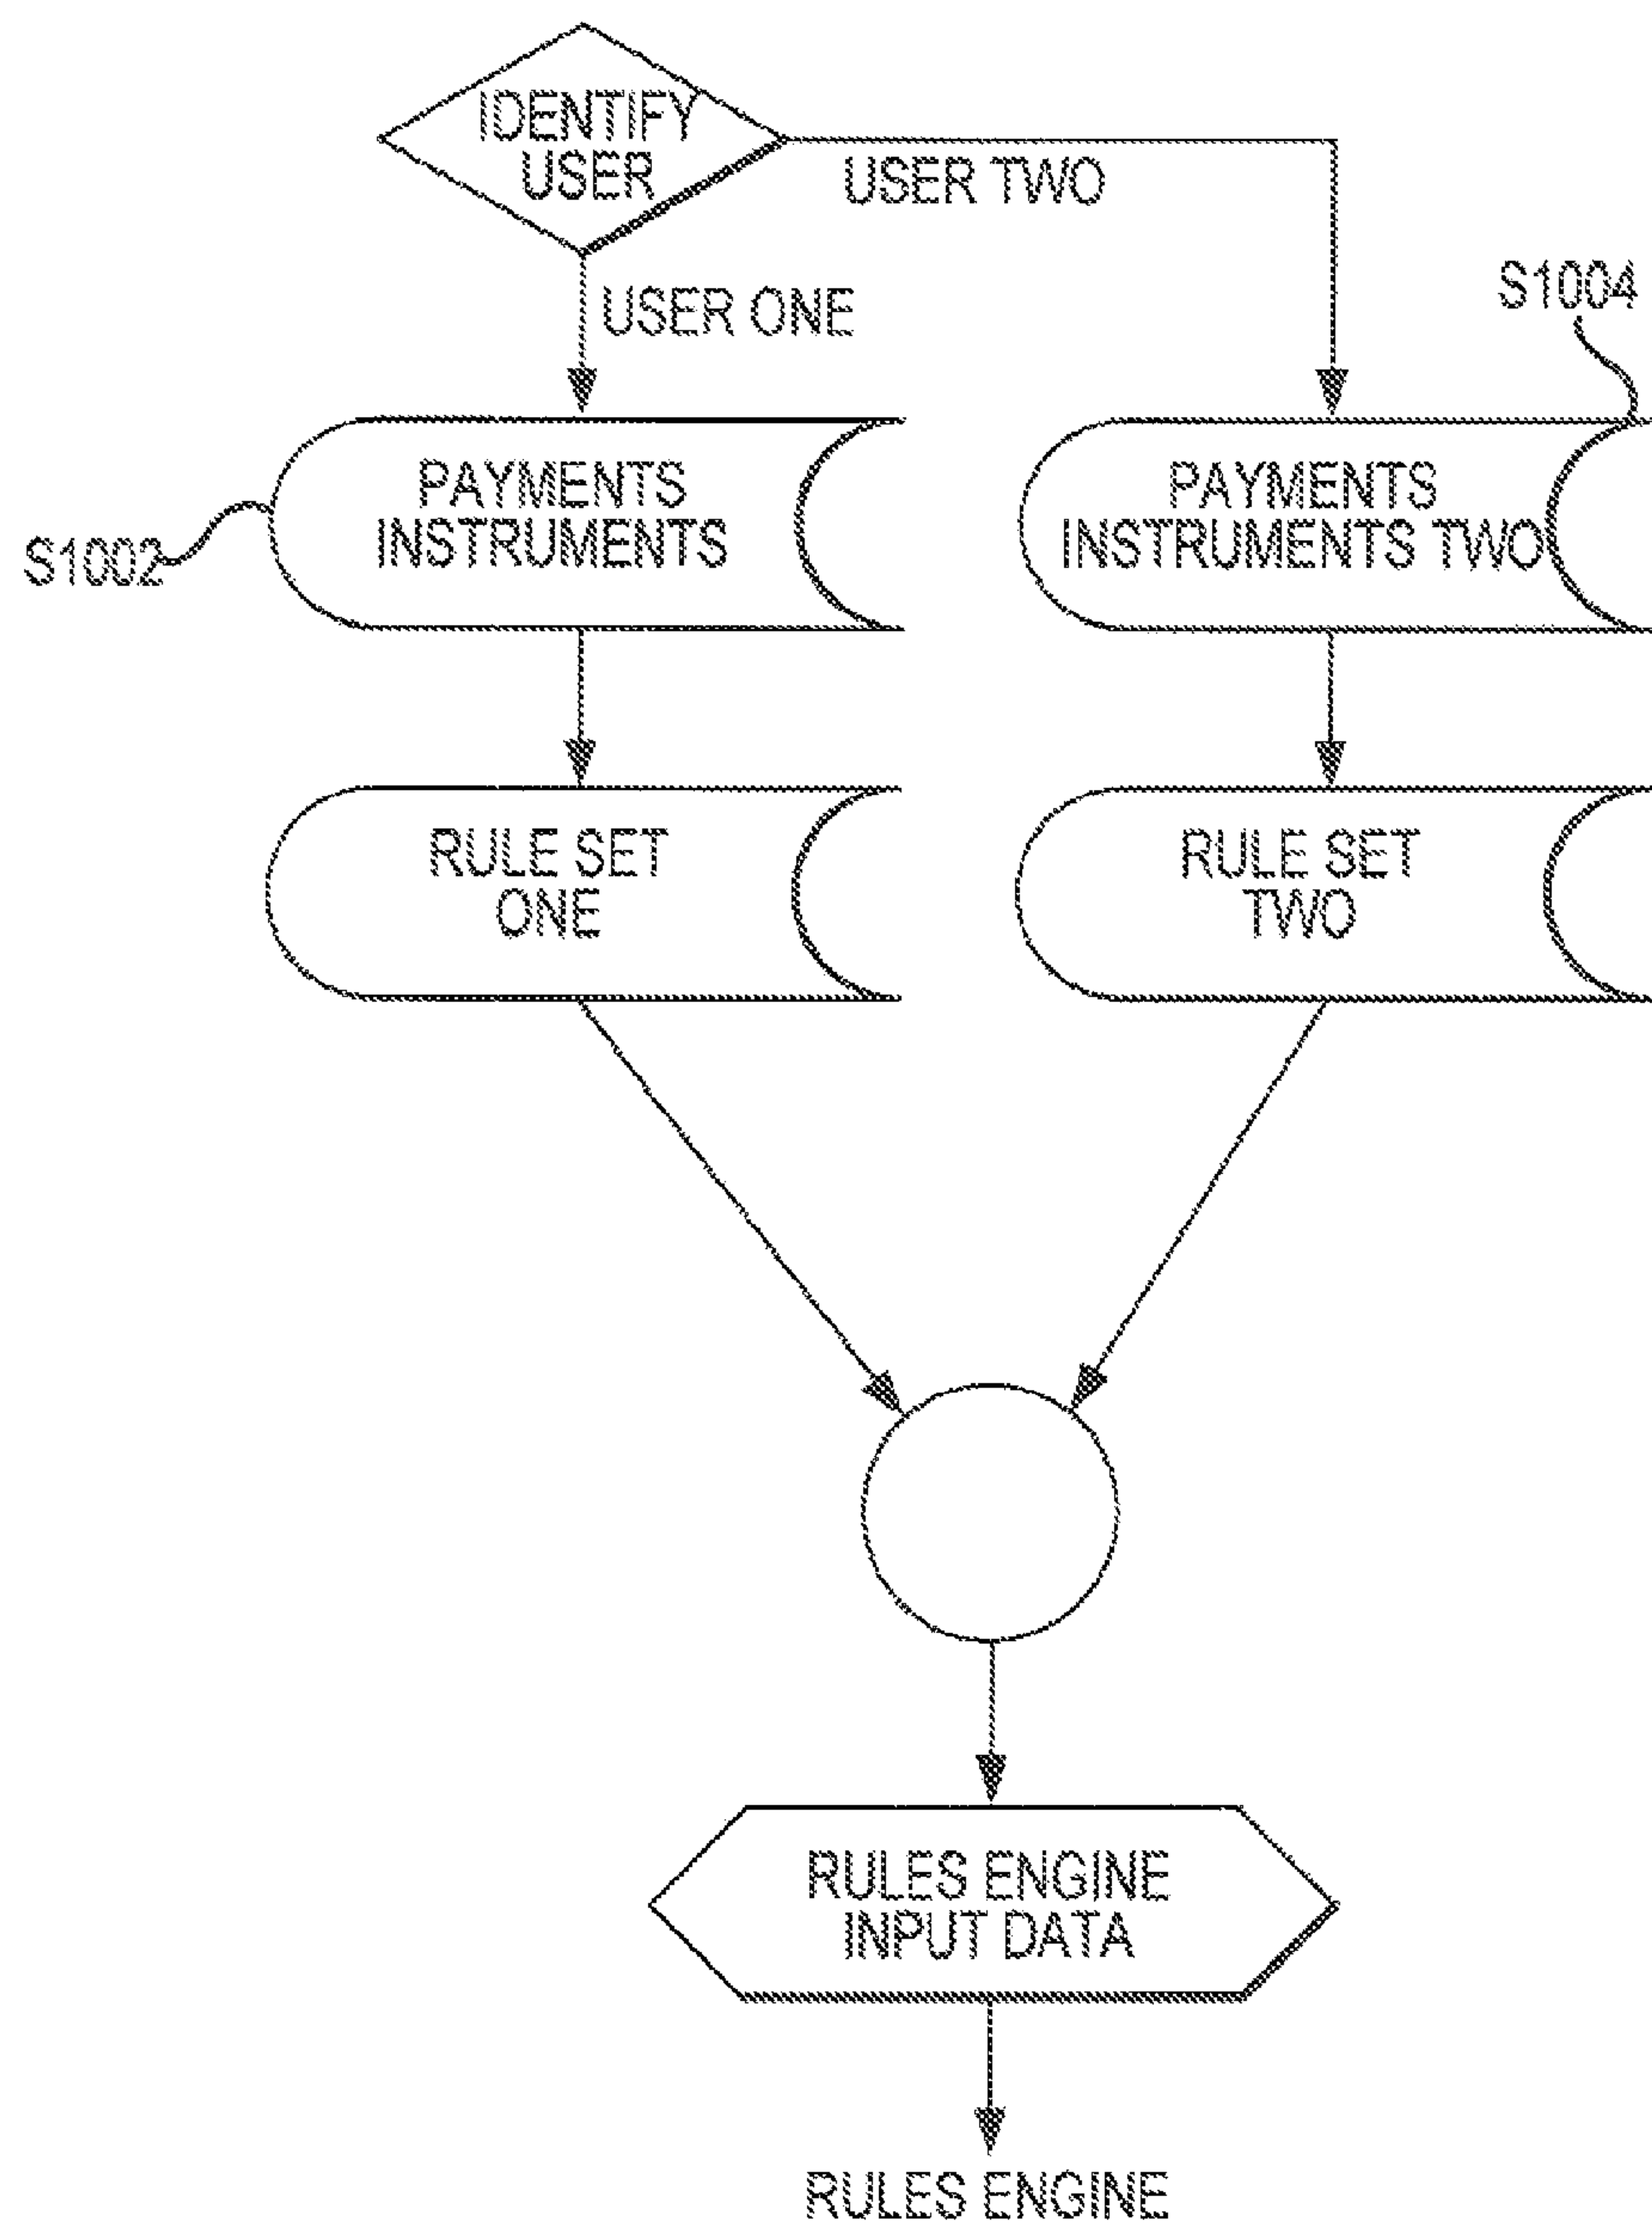 IDENTIFY
USER
USER TWO
USER ONE
S1004
PAYMENTS
INSTRUMENTS
PAYMENTS
INSTRUMENTS TWO
S1002
RULE SET
ONE
RULE SET
TWO
RULES ENGINE
INPUT DATA
RULES ENGINE